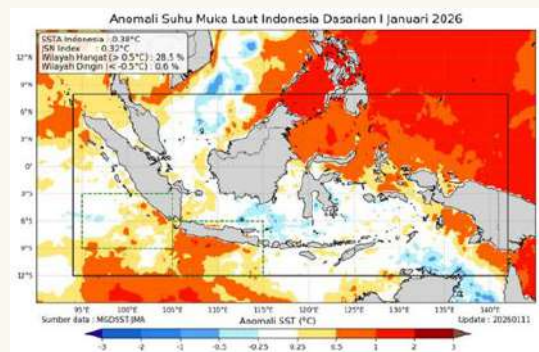 Anomali Suhu Muka Laut Indonesia Dasarian I Januari 2026
SSTA Indonesia : 0.38°C
JSN Index : 0.32°C
Wilayah Hangat (> 0.5°C) : 28.5 %
Wilayah Dingin (< -0.5°C) : 0.6 %
12°N
9°N
6°N
3°N
0°
3°S
6°S
9°S
12°S
95°E 100°E 105°E 110°E 115°E 120°E 125°E 130°E 135°E 140°E
Sumber data : MGDSST-JMA Anomali SST (°C) Update : 20260111
-3 -2 -1 -0.5 -0.25 0.25 0.5 1 2 3